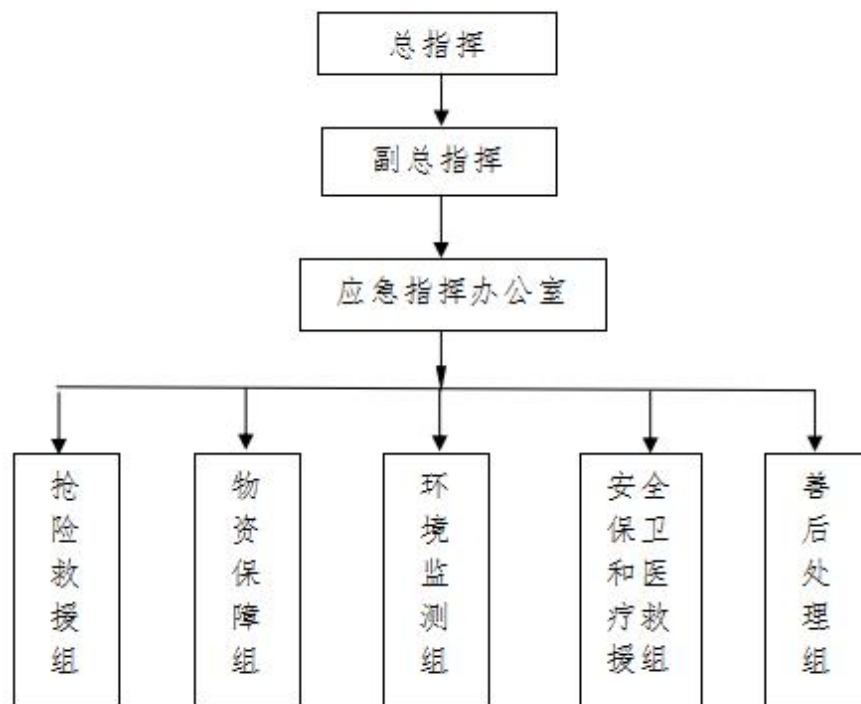 总指挥
副总指挥
应急指挥办公室
抢险救援组
物资保障组
环境监测组
安全
保卫
和医
疗救
援组
善后处理组